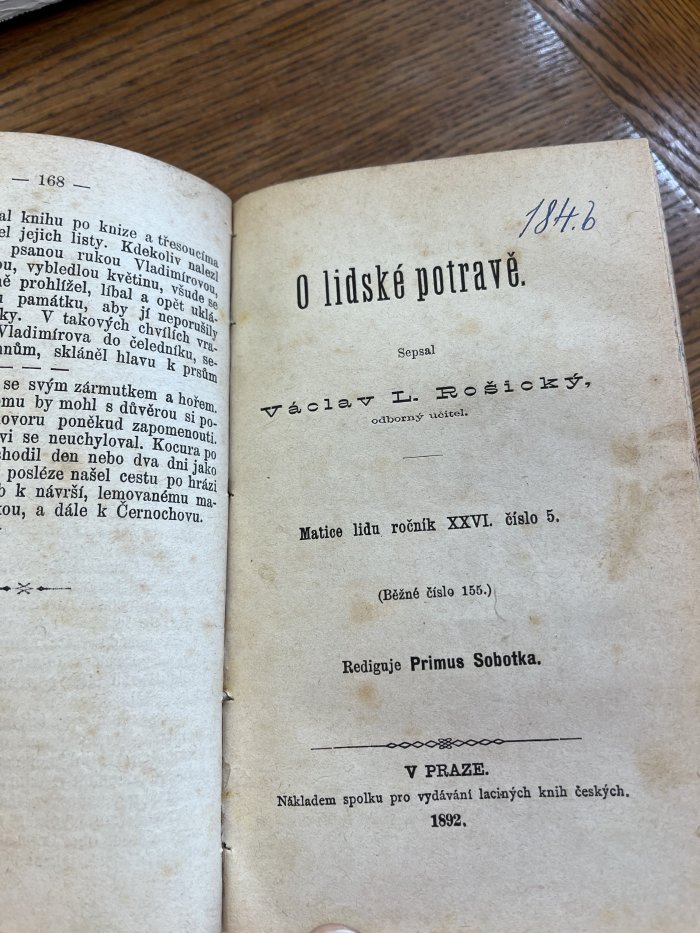 — 168 —
al knihu po knize a třesoucíma
el jejich listy. Kdekoliv nalezl
psanou rukou Vladimírovou,
ou, vybledlou květinu, všude se
ně prohlížel, líbal a opět uklá-
u památku, aby jí neporušily
ky. V takových chvílích vra-
Vladimírova do čeledníku, se-
nnům, skláněl hlavu k prsům
— — —
se svým zármutkem a hořem.
omu by mohl s důvěrou si po-
ovoru poněkud zapomenouti.
vi se neuchyloval. Kocura po
hodil den nebo dva dni jako
posléze našel cestu po hrázi
b k návrší, lemovanému ma-
kou, a dále k Černochovu.
184.b
O lidské potravě.
Sepsal
Václav L. Rošický,
odborný učitel.
Matice lidu ročník XXVI. číslo 5.
(Běžné číslo 155.)
Rediguje Primus Sobotka.
V PRAZE.
Nákladem spolku pro vydávání laciných knih českých.
1892.